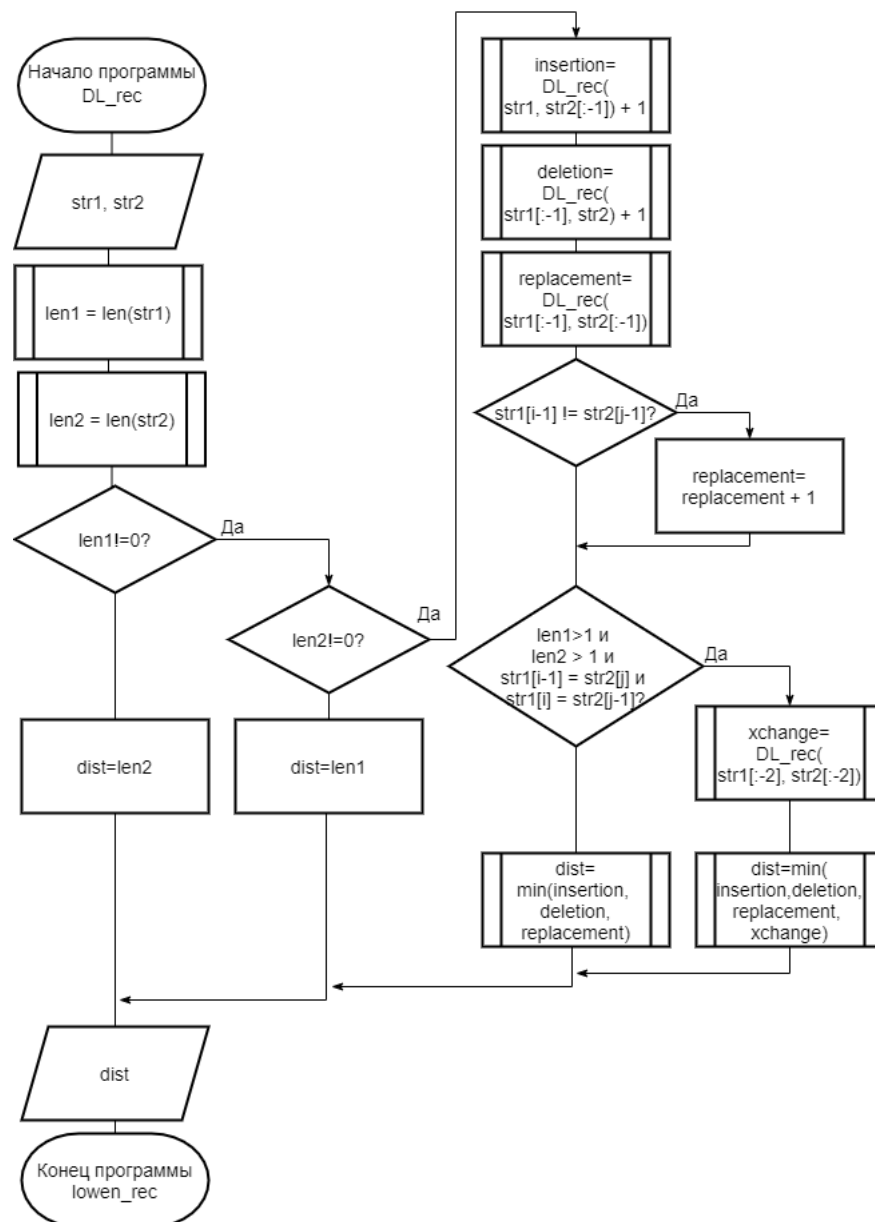 Начало программы
DL_rec
str1, str2
len1 = len(str1)
len2 = len(str2)
len1!=0?
Да
dist=len2
len2!=0?
Да
dist=len1
insertion=
DL_rec(
str1, str2[:-1]) + 1
deletion=
DL_rec(
str1[:-1], str2) + 1
replacement=
DL_rec(
str1[:-1], str2[:-1])
str1[i-1] != str2[j-1]?
Да
replacement=
replacement + 1
len1>1 и
len2 > 1 и
str1[i-1] = str2[j] и
str1[i] = str2[j-1]?
Да
xchange=
DL_rec(
str1[:-2], str2[:-2])
dist=
min(insertion,
deletion,
replacement)
dist=min(
insertion,deletion,
replacement,
xchange)
dist
Конец программы
lowen_rec